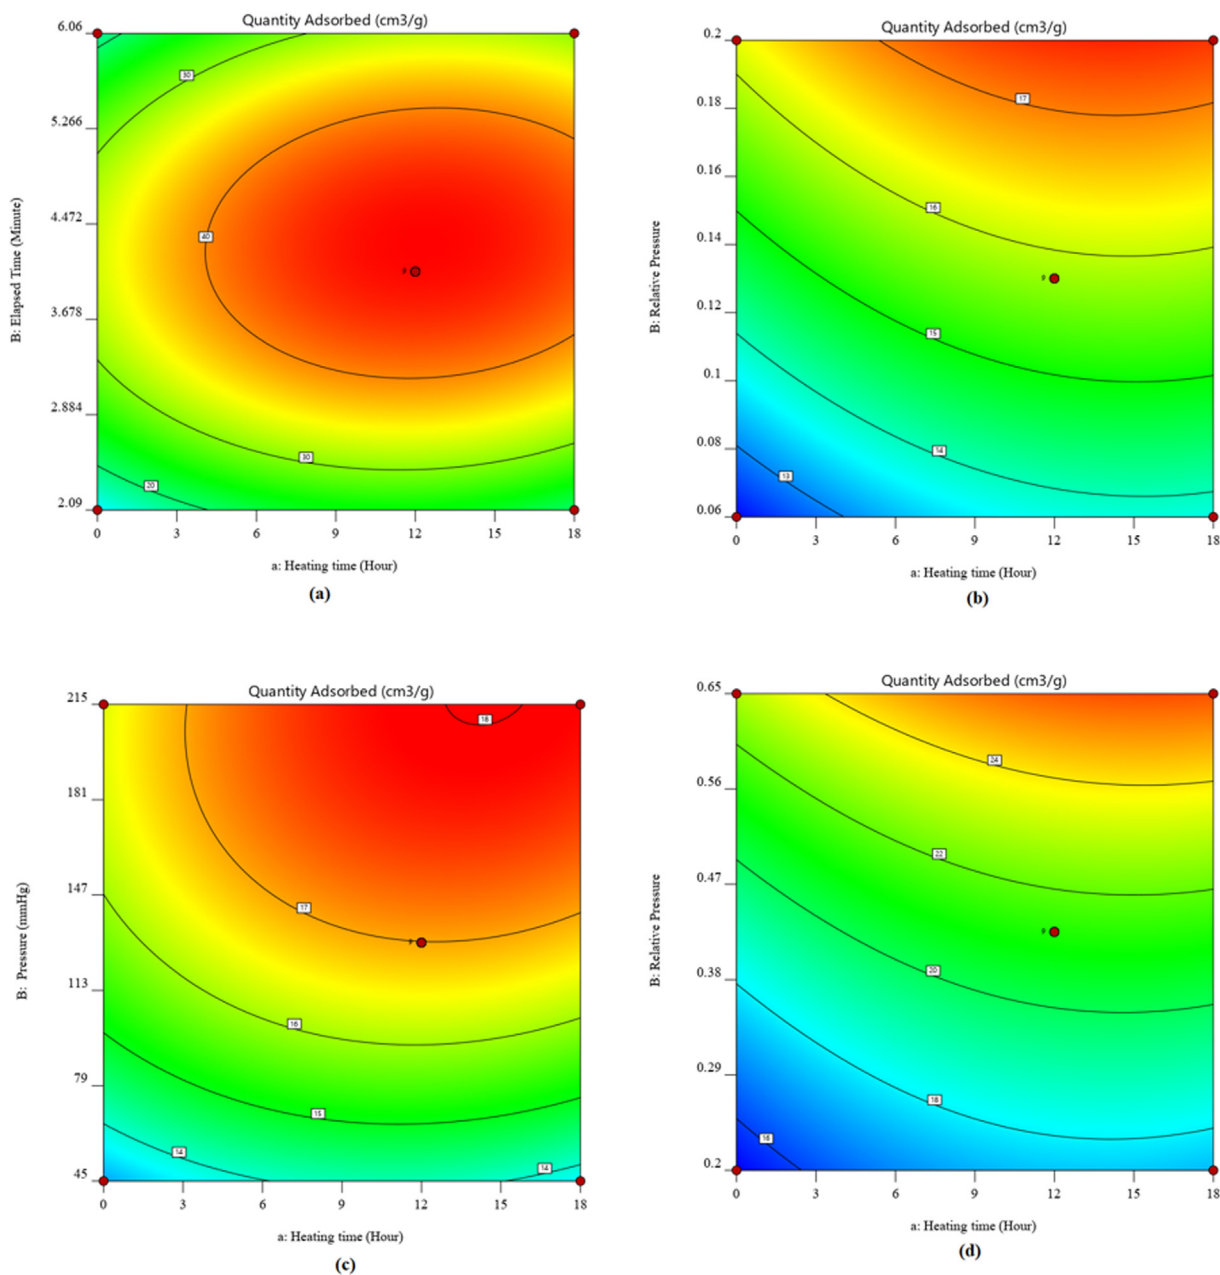 Quantity Adsorbed (cm3/g)
6.06
5.266
4.472
3.678
2.884
2.09
B: Elapsed Time (Minute)
30
40
9
30
20
0 3 6 9 12 15 18
a: Heating time (Hour)
(a)
Quantity Adsorbed (cm3/g)
0.2
0.18
0.16
0.14
0.12
0.1
0.08
0.06
B: Relative Pressure
17
16
9
15
14
13
0 3 6 9 12 15 18
a: Heating time (Hour)
(b)
Quantity Adsorbed (cm3/g)
215
181
147
113
79
45
B: Pressure (mmHg)
18
17
9
16
15
14
14
0 3 6 9 12 15 18
a: Heating time (Hour)
(c)
Quantity Adsorbed (cm3/g)
0.65
0.56
0.47
0.38
0.29
0.2
B: Relative Pressure
24
22
9
20
18
16
0 3 6 9 12 15 18
a: Heating time (Hour)
(d)